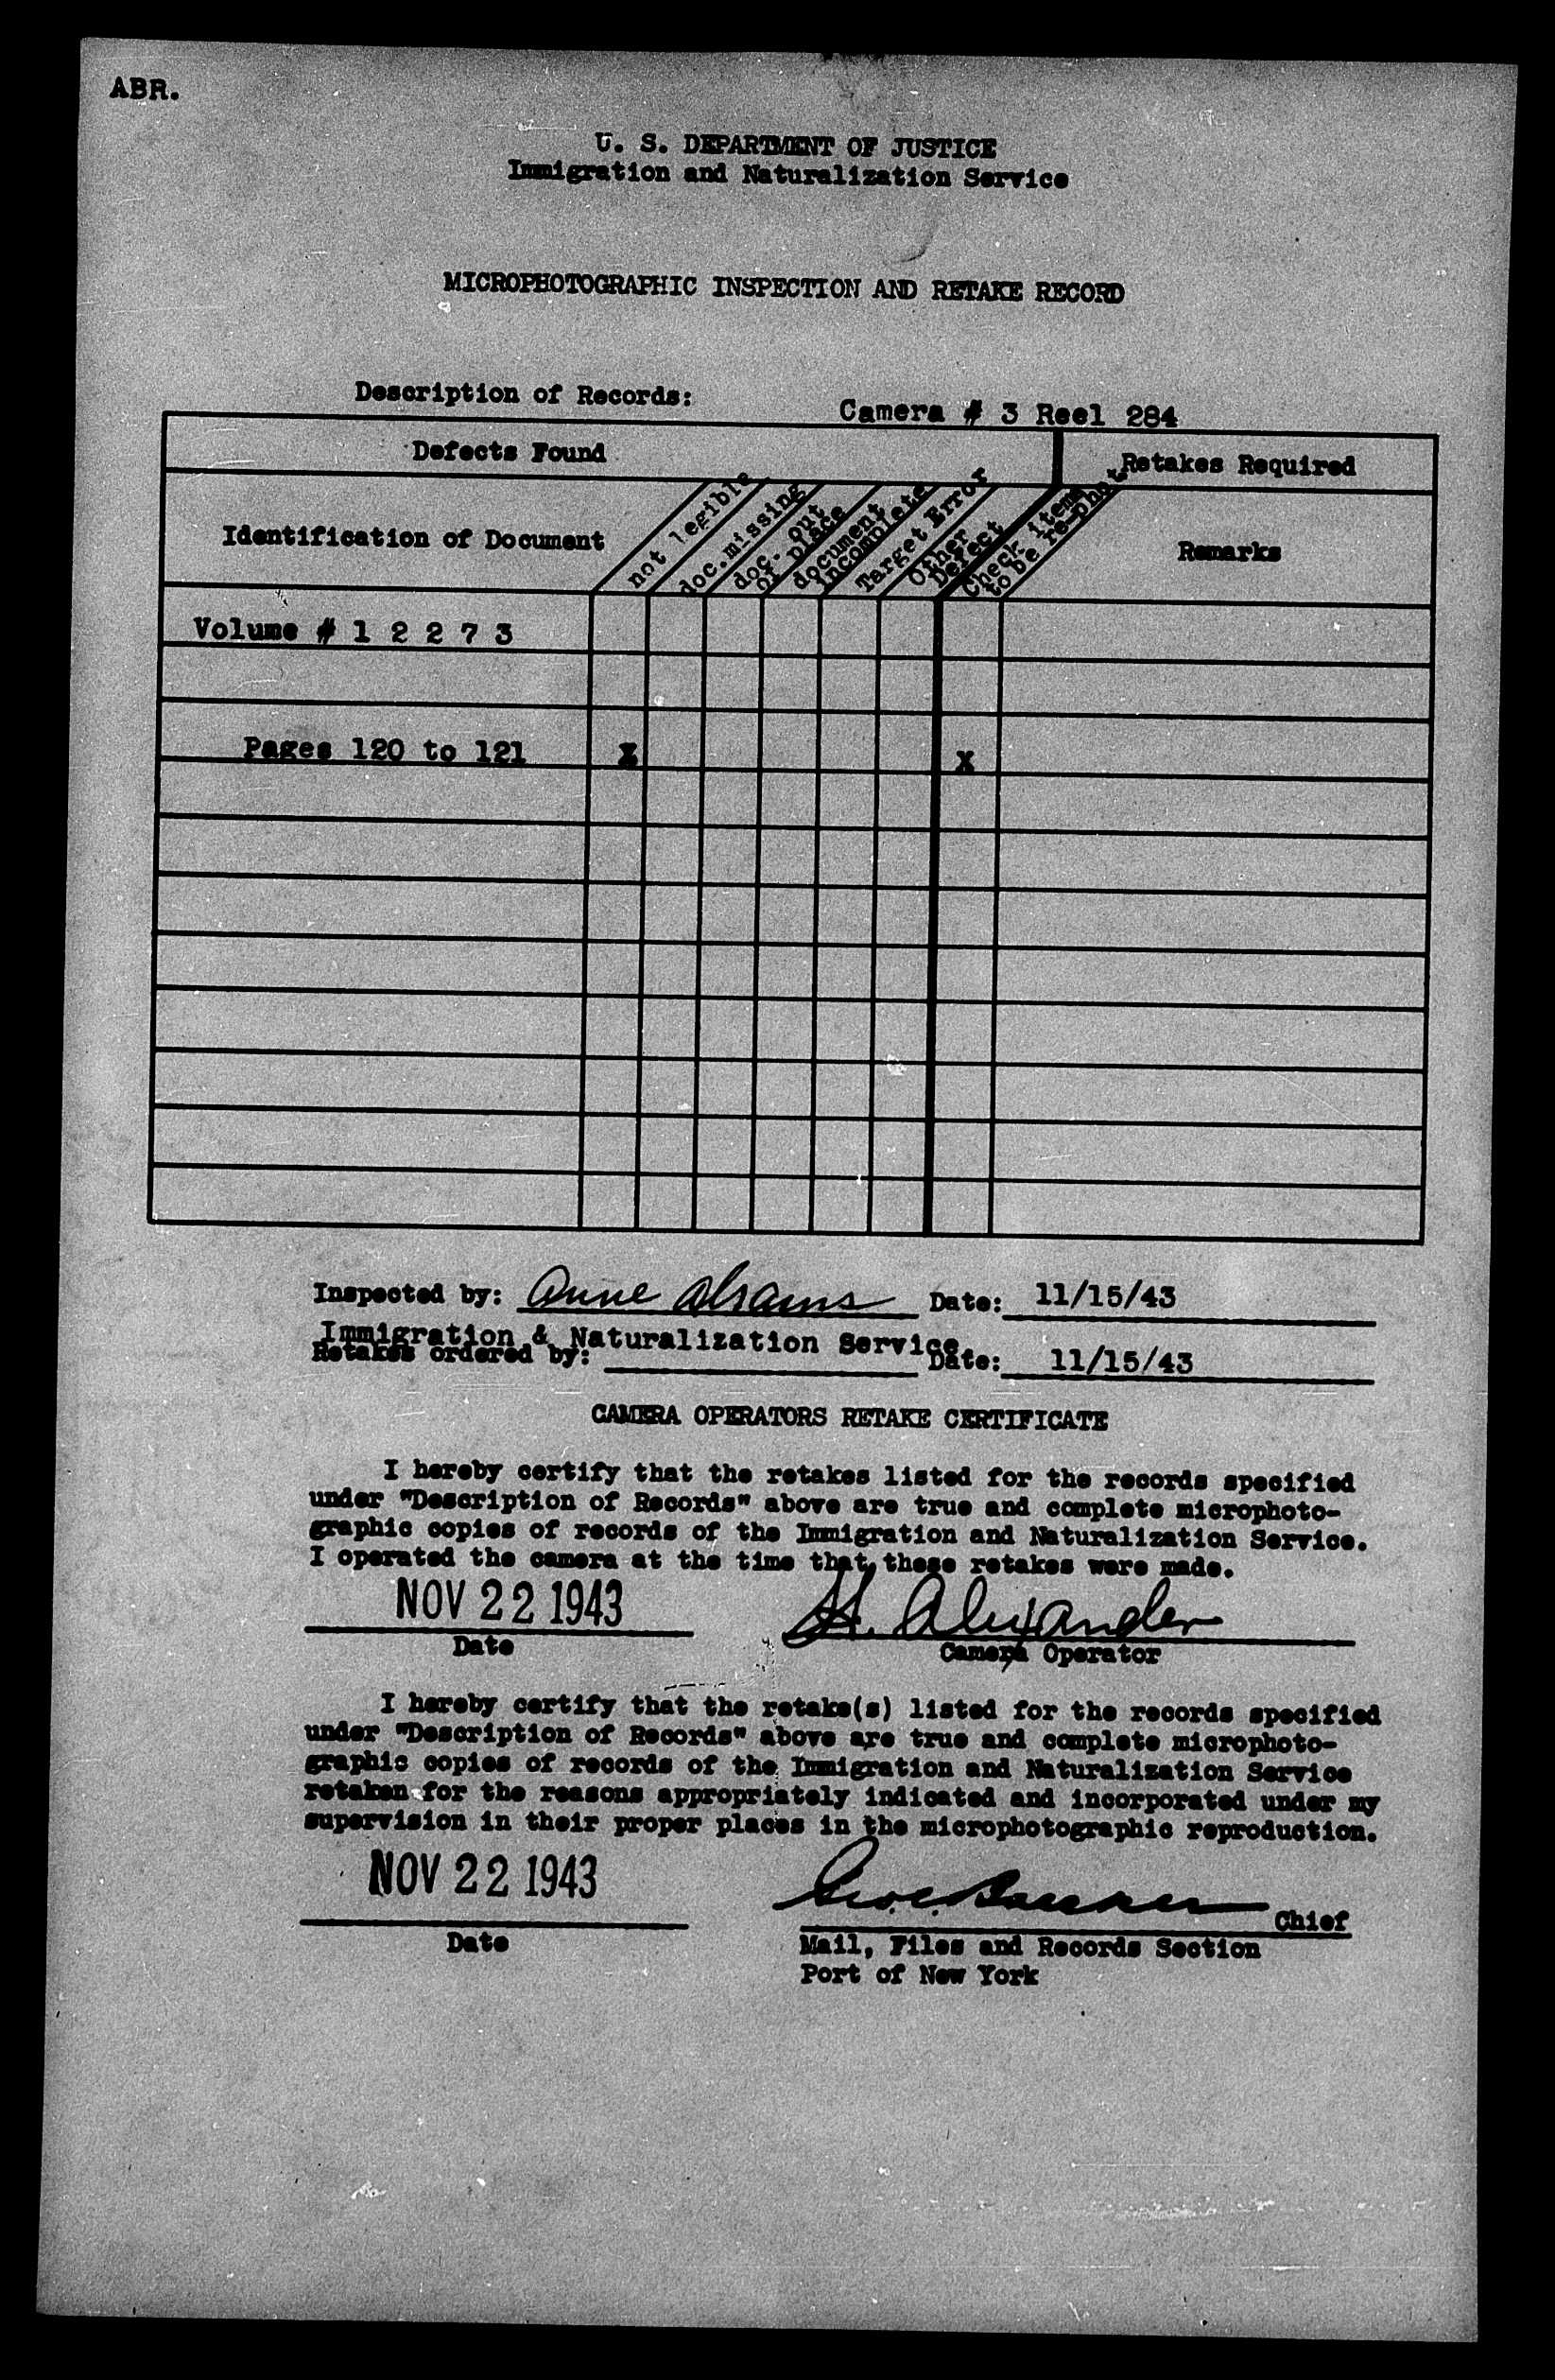 ABR.
U. S. DEPARTMENT OF JUSTICE
Immigration and Naturalization Service
MICROPHOTOGRAPHIC INSPECTION AND RETAKE RECORD
Description of Records:
Camera # 3 Reel 284
Defects Found
Retakes Required
Identification of Document
not legible
doc.missing
doc. out
of place
document
incomplete
Target Error
Other
Defect
Check items
to be re-phot.
Remarks
Volume # 1 2 2 7 3
Pages 120 to 121 X X
Inspected by: Anne Abrams Date: 11/15/43
Immigration & Naturalization Service.
Retakes ordered by: Date: 11/15/43
CAMERA OPERATORS RETAKE CERTIFICATE
I hereby certify that the retakes listed for the records specified
under "Description of Records" above are true and complete microphoto-
graphic copies of records of the Immigration and Naturalization Service.
I operated the camera at the time that these retakes were made.
NOV 22 1943 H. Alexander
Date Camera Operator
I hereby certify that the retake(s) listed for the records specified
under "Description of Records" above are true and complete microphoto-
graphic copies of records of the Immigration and Naturalization Service
retaken for the reasons appropriately indicated and incorporated under my
supervision in their proper places in the microphotographic reproduction.
NOV 22 1943
Chief
Date
Mail, Files and Records Section
Port of New York